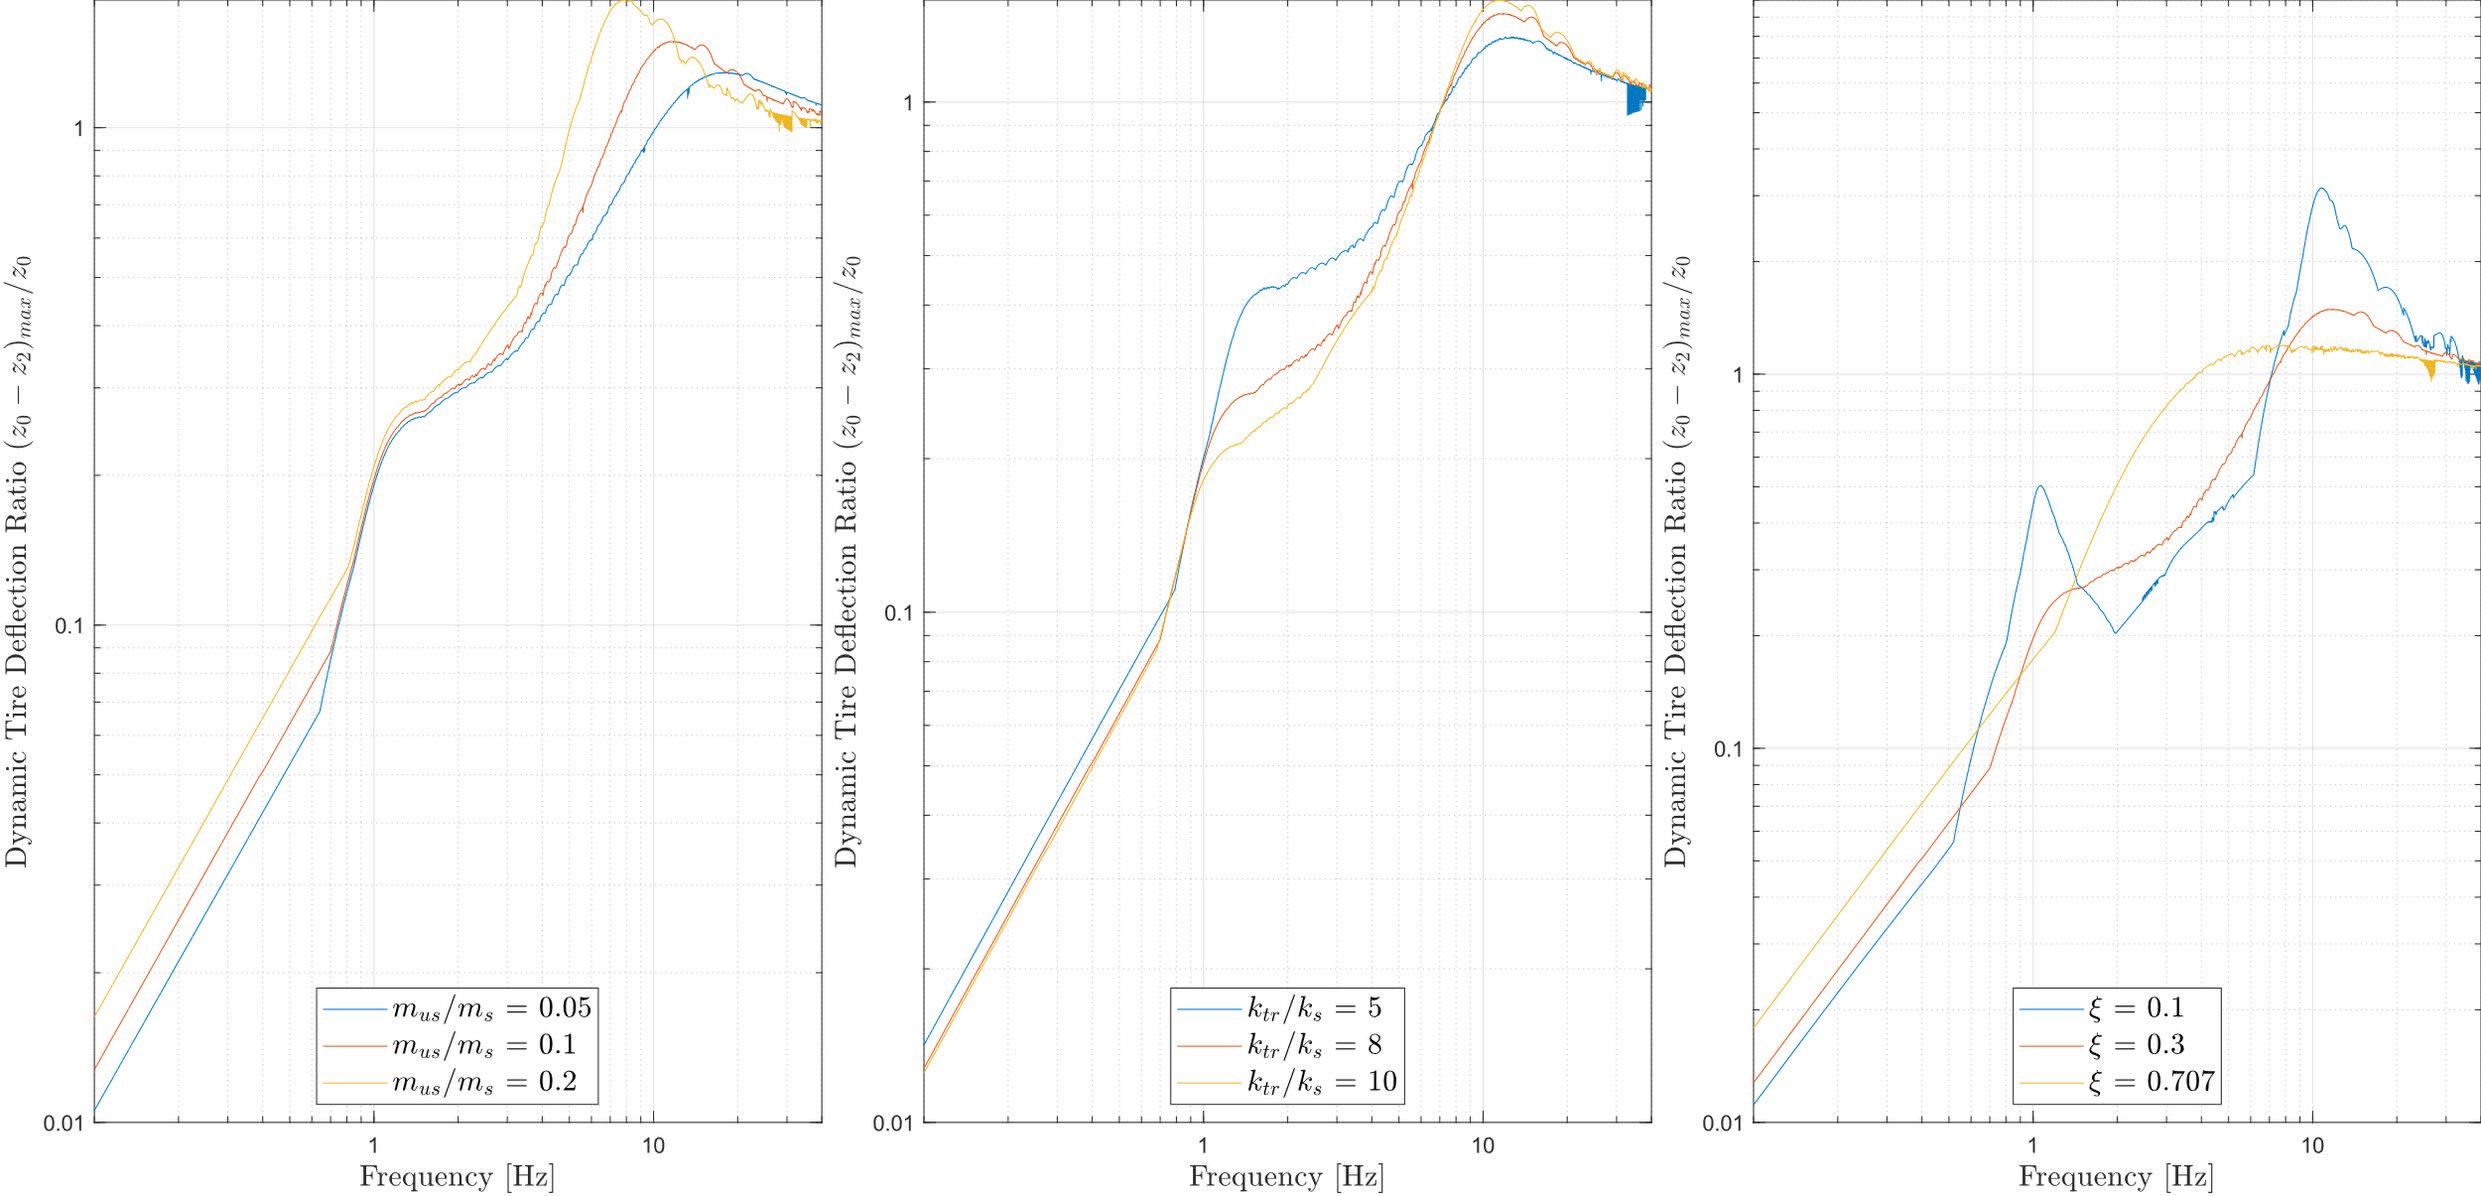 Dynamic Tire Deflection Ratio (z₀ − z₂)ₘₐₓ/z₀
1
0.1
0.01
1
10
Frequency [Hz]
mᵤₛ/mₛ = 0.05
mᵤₛ/mₛ = 0.1
mᵤₛ/mₛ = 0.2
Dynamic Tire Deflection Ratio (z₀ − z₂)ₘₐₓ/z₀
1
0.1
0.01
1
10
Frequency [Hz]
kₜᵣ/kₛ = 5
kₜᵣ/kₛ = 8
kₜᵣ/kₛ = 10
Dynamic Tire Deflection Ratio (z₀ − z₂)ₘₐₓ/z₀
1
0.1
0.01
1
10
Frequency [Hz]
ξ = 0.1
ξ = 0.3
ξ = 0.707